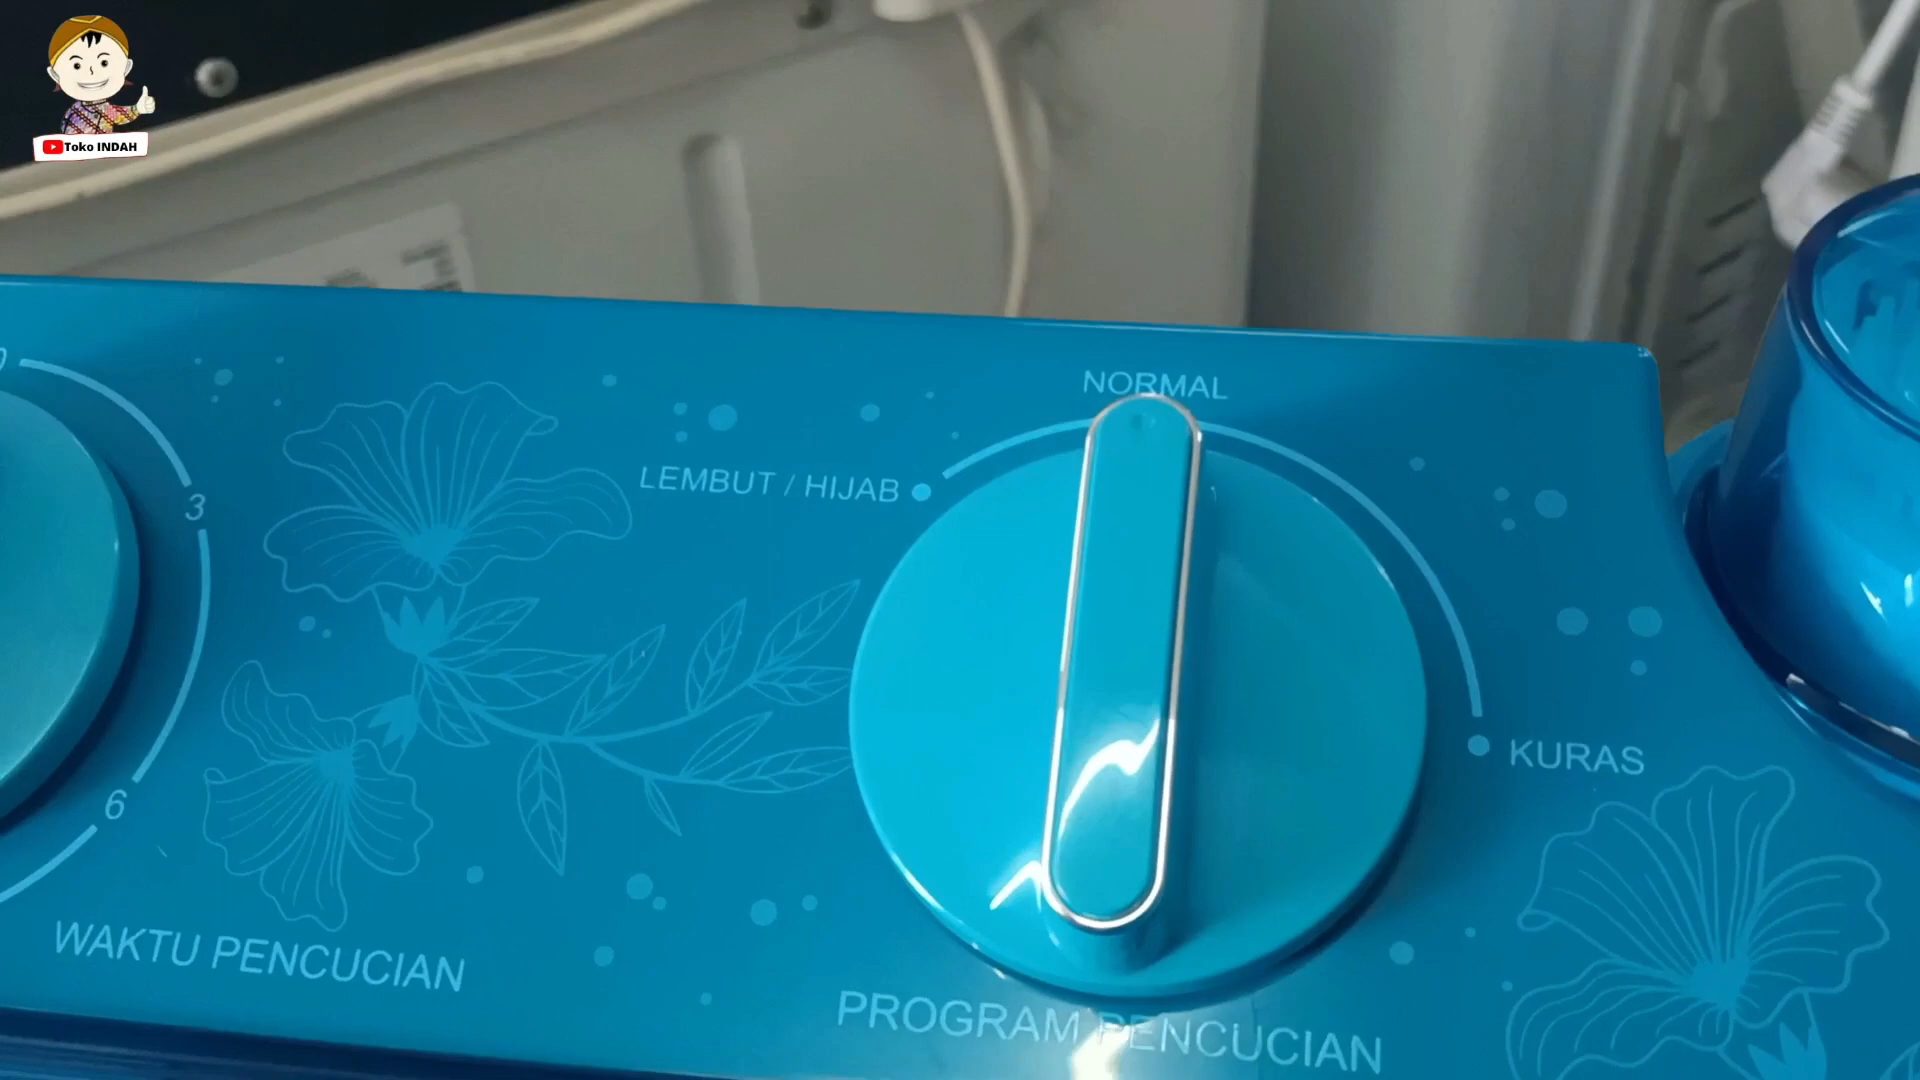 Toko INDAH
NORMAL
LEMBUT / HIJAB
3
KURAS
6
WAKTU PENCUCIAN
PROGRAM PENCUCIAN